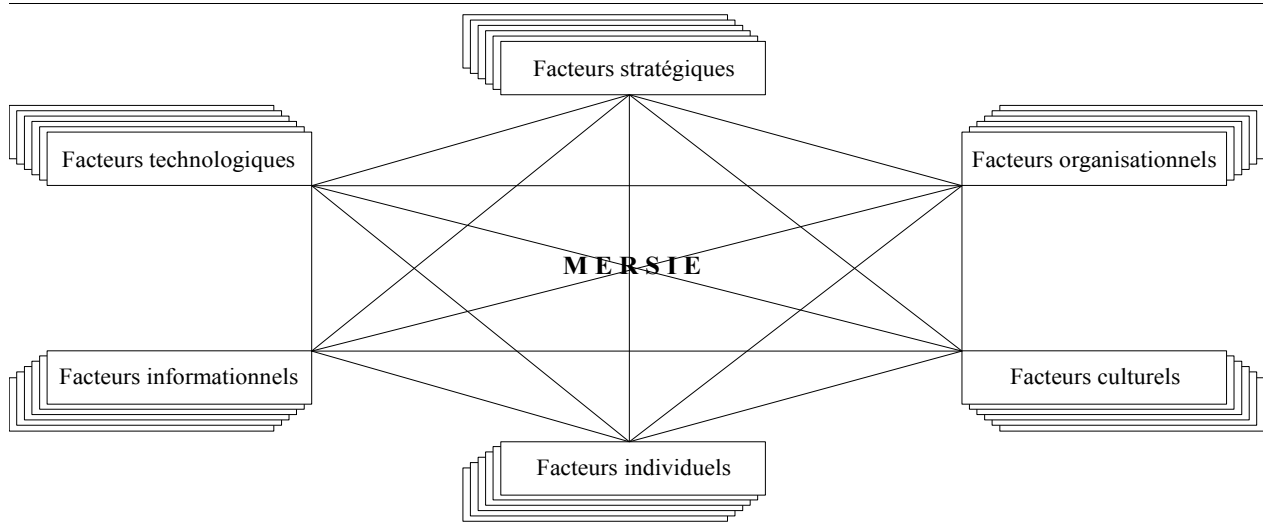 Facteurs stratégiques
Facteurs technologiques
Facteurs organisationnels
M E R S I E
Facteurs informationnels
Facteurs culturels
Facteurs individuels